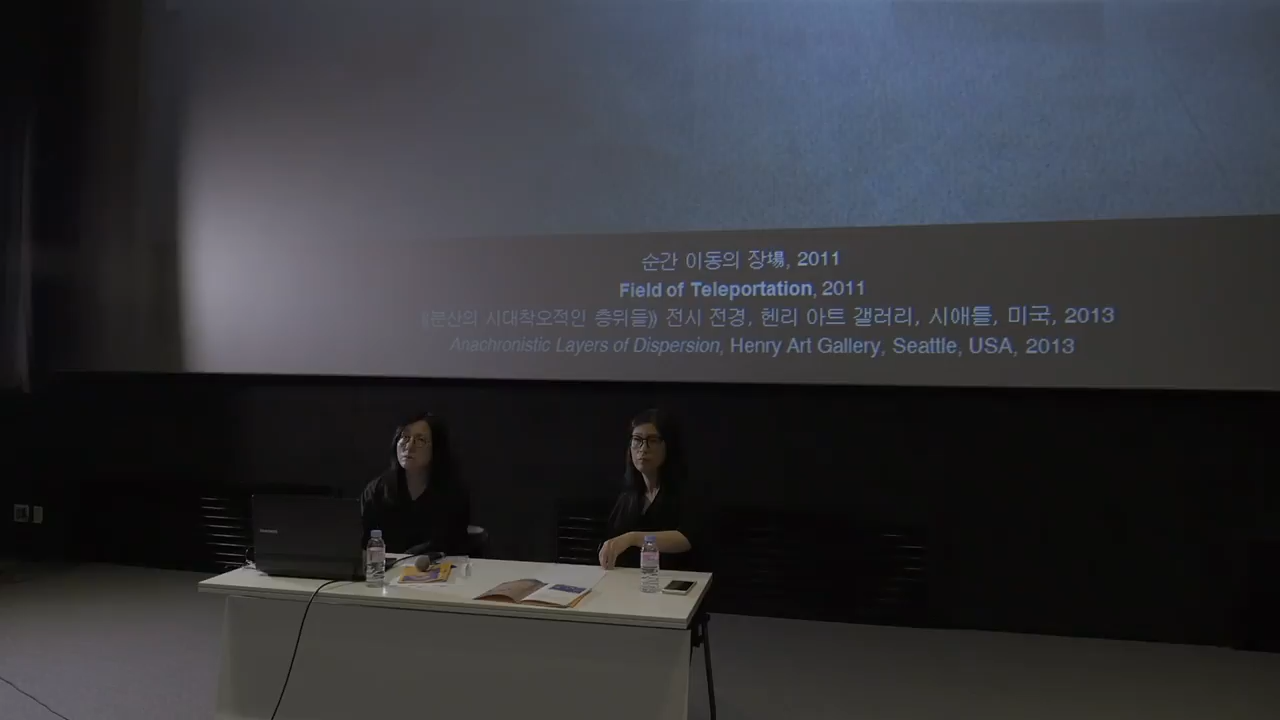 순간 이동의 장場, 2011
Field of Teleportation, 2011
《분산의 시대착오적인 층위들》 전시 전경, 헨리 아트 갤러리, 시애틀, 미국, 2013
Anachronistic Layers of Dispersion, Henry Art Gallery, Seattle, USA, 2013